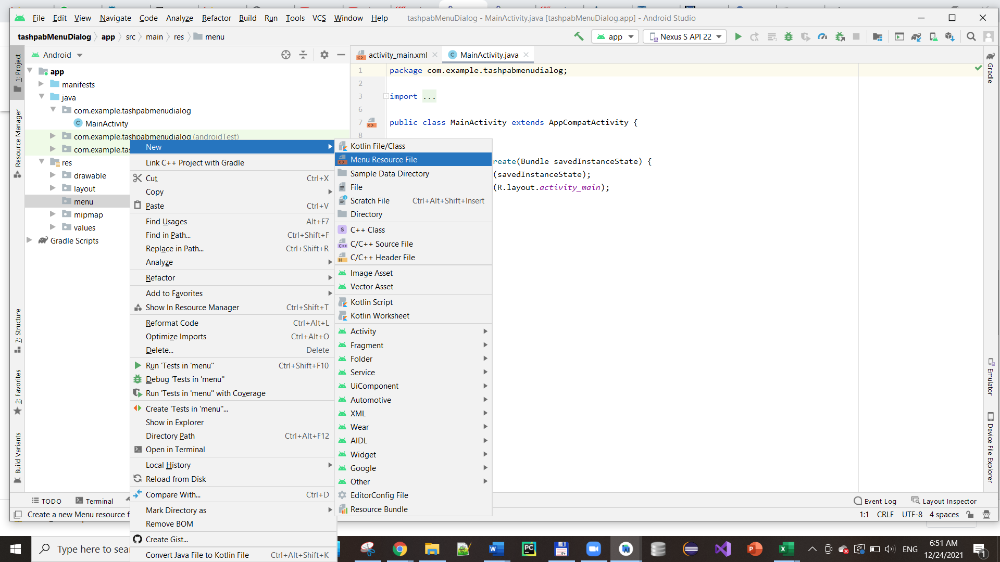 File Edit View Navigate Code Analyze Refactor Build Run Tools VCS Window Help tashpabMenuDialog - MainActivity.java [tashpabMenuDialog.app] - Android Studio
tashpabMenuDialog app src main res menu app Nexus S API 22
1: Project
Resource Manager
7: Structure
2: Favorites
Build Variants
Android
app
manifests
java
com.example.tashpabmenudialog
MainActivity
com.example.tashpabmenudialog (androidTest)
com.example.tas
res
drawable
layout
menu
mipmap
values
Gradle Scripts
New
Link C++ Project with Gradle
Cut Ctrl+X
Copy
Paste Ctrl+V
Find Usages Alt+F7
Find in Path... Ctrl+Shift+F
Replace in Path... Ctrl+Shift+R
Analyze
Refactor
Add to Favorites
Show In Resource Manager Ctrl+Shift+T
Reformat Code Ctrl+Alt+L
Optimize Imports Ctrl+Alt+O
Delete... Delete
Run 'Tests in 'menu'' Ctrl+Shift+F10
Debug 'Tests in 'menu''
Run 'Tests in 'menu'' with Coverage
Create 'Tests in 'menu''...
Show in Explorer
Directory Path Ctrl+Alt+F12
Open in Terminal
Local History
Reload from Disk
Compare With... Ctrl+D
Mark Directory as
Remove BOM
Create Gist...
Convert Java File to Kotlin File Ctrl+Alt+Shift+K
Kotlin File/Class
Menu Resource File
Sample Data Directory
File
Scratch File Ctrl+Alt+Shift+Insert
Directory
C++ Class
C/C++ Source File
C/C++ Header File
Image Asset
Vector Asset
Kotlin Script
Kotlin Worksheet
Activity
Fragment
Folder
Service
UiComponent
Automotive
XML
Wear
AIDL
Widget
Google
Other
EditorConfig File
Resource Bundle
activity_main.xml MainActivity.java
1 package com.example.tashpabmenudialog;
2
3 import ...
6
7 public class MainActivity extends AppCompatActivity {
8
reate(Bundle savedInstanceState) {
(savedInstanceState);
(R.layout.activity_main);
Gradle
Emulator
Device File Explorer
TODO Terminal Event Log Layout Inspector
Create a new Menu resource f 1:1 CRLF UTF-8 4 spaces
Type here to sea ENG 6:51 AM
12/24/2021 1